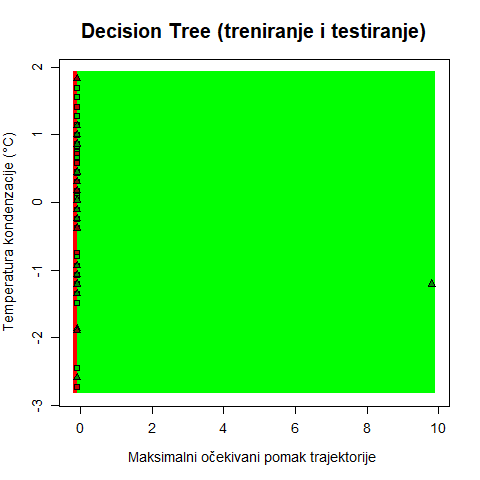 Decision Tree (treniranje i testiranje)
Temperatura kondenzacije (°C)
2
1
0
-1
-2
-3
0 2 4 6 8 10
Maksimalni očekivani pomak trajektorije